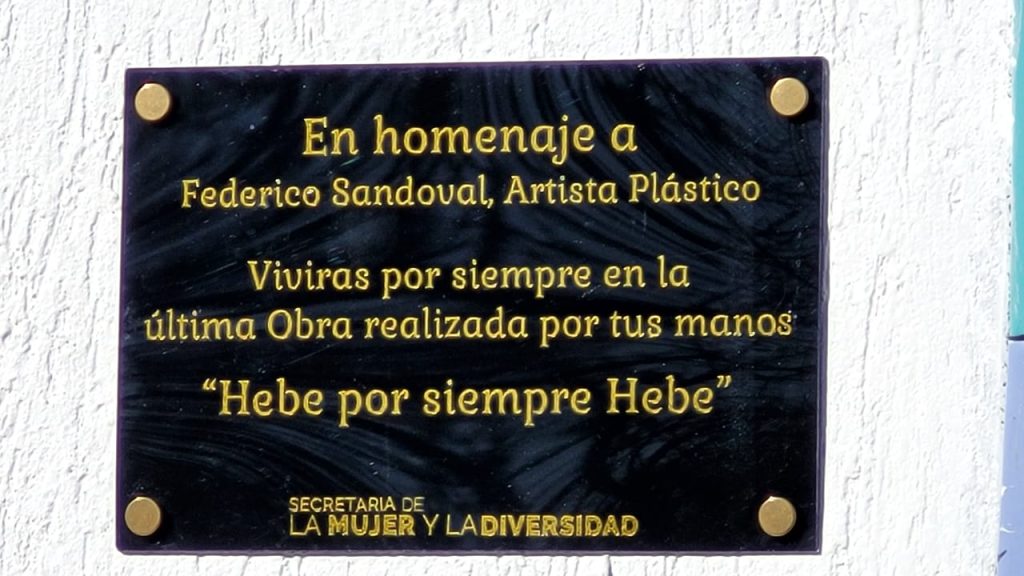 En homenaje a
Federico Sandoval, Artista Plástico
Viviras por siempre en la
última Obra realizada por tus manos
“Hebe por siempre Hebe”
SECRETARIA DE
LA MUJER Y LA DIVERSIDAD